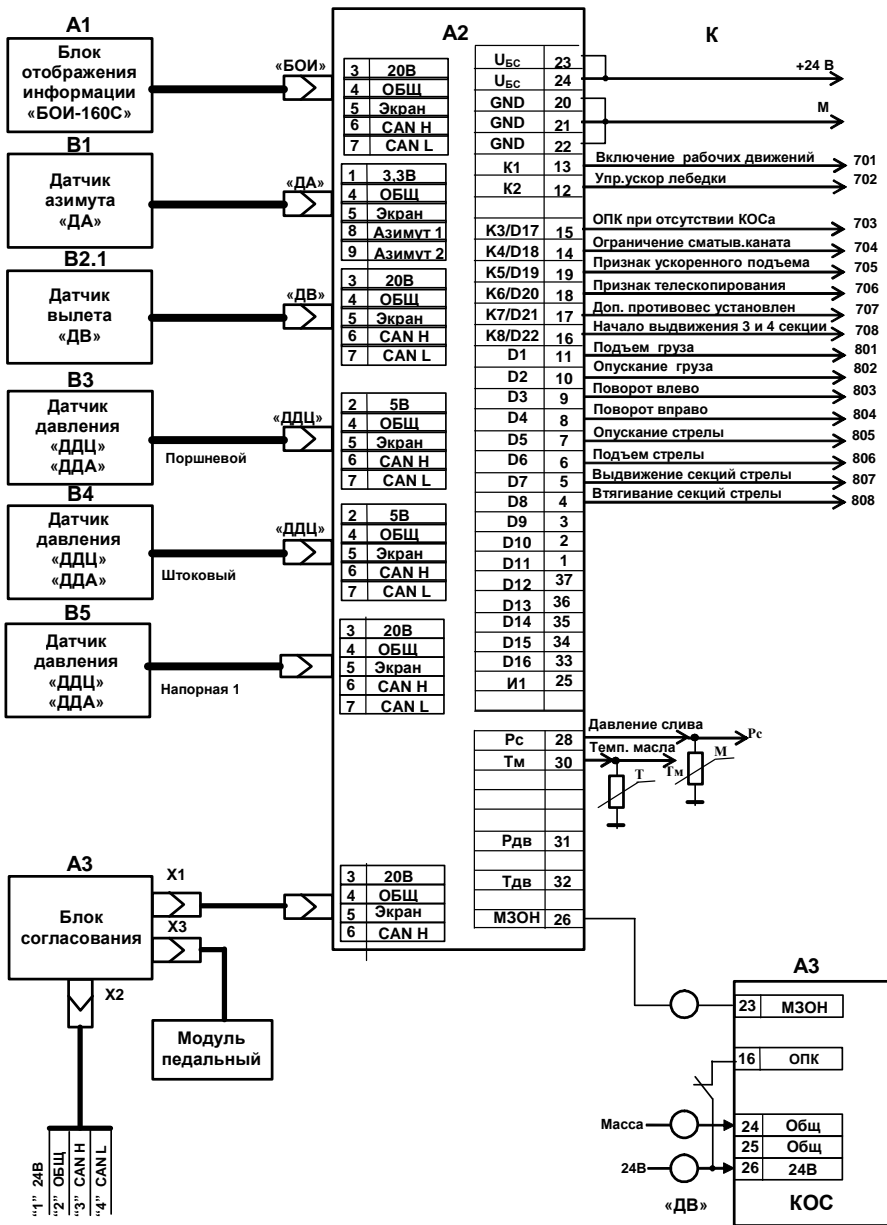 А1
Блок
отображения
информации
«БОИ-160С»
«БОИ»
В1
Датчик
азимута
«ДА»
«ДА»
В2.1
Датчик
вылета
«ДВ»
«ДВ»
В3
Датчик
давления
«ДДЦ»
«ДДА»
Поршневой
«ДДЦ»
В4
Датчик
давления
«ДДЦ»
«ДДА»
Штоковый
«ДДЦ»
В5
Датчик
давления
«ДДЦ»
«ДДА»
Напорная 1
А2
3 20В
4 ОБЩ
5 Экран
6 CAN H
7 CAN L
1 3,3В
4 ОБЩ
5 Экран
8 Азимут 1
9 Азимут 2
3 20В
4 ОБЩ
5 Экран
6 CAN H
7 CAN L
2 5В
4 ОБЩ
5 Экран
6 CAN H
7 CAN L
2 5В
4 ОБЩ
5 Экран
6 CAN H
7 CAN L
3 20В
4 ОБЩ
5 Экран
6 CAN H
7 CAN L
3 20В
4 ОБЩ
5 Экран
6 CAN H
К
UБС 23
UБС 24
+24 В
GND 20
GND 21
GND 22
М
К1 13 Включение рабочих движений 701
К2 12 Упр.ускор лебедки 702
K3/D17 15 ОПК при отсутствии КОСа 703
K4/D18 14 Ограничение сматыв.каната 704
K5/D19 19 Признак ускоренного подъема 705
K6/D20 18 Признак телескопирования 706
K7/D21 17 Доп. противовес установлен 707
K8/D22 16 Начало выдвижения 3 и 4 секции 708
D1 11 Подъем груза 801
D2 10 Опускание груза 802
D3 9 Поворот влево 803
D4 8 Поворот вправо 804
D5 7 Опускание стрелы 805
D6 6 Подъем стрелы 806
D7 5 Выдвижение секций стрелы 807
D8 4 Втягивание секций стрелы 808
D9 3
D10 2
D11 1
D12 37
D13 36
D14 35
D15 34
D16 33
И1 25
Рс 28 Давление слива Рс
Тм 30 Темп. масла Тм
Т
М
Рдв 31
Тдв 32
МЗОН 26
А3
Блок
согласования
X1
X3
X2
Модуль
педальный
"1" 24В
"2" ОБЩ
"3" CAN H
"4" CAN L
А3
23 МЗОН
16 ОПК
Масса
24 Общ
25 Общ
24В
26 24В
«ДВ»
КОС